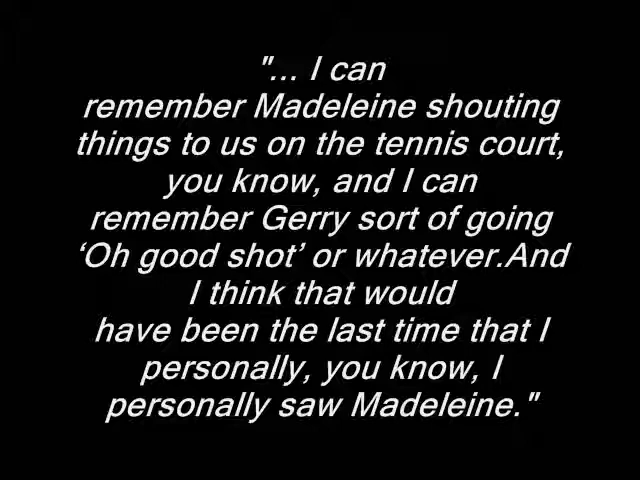 "... I can
remember Madeleine shouting
things to us on the tennis court,
you know, and I can
remember Gerry sort of going
‘Oh good shot’ or whatever.And
I think that would
have been the last time that I
personally, you know, I
personally saw Madeleine."